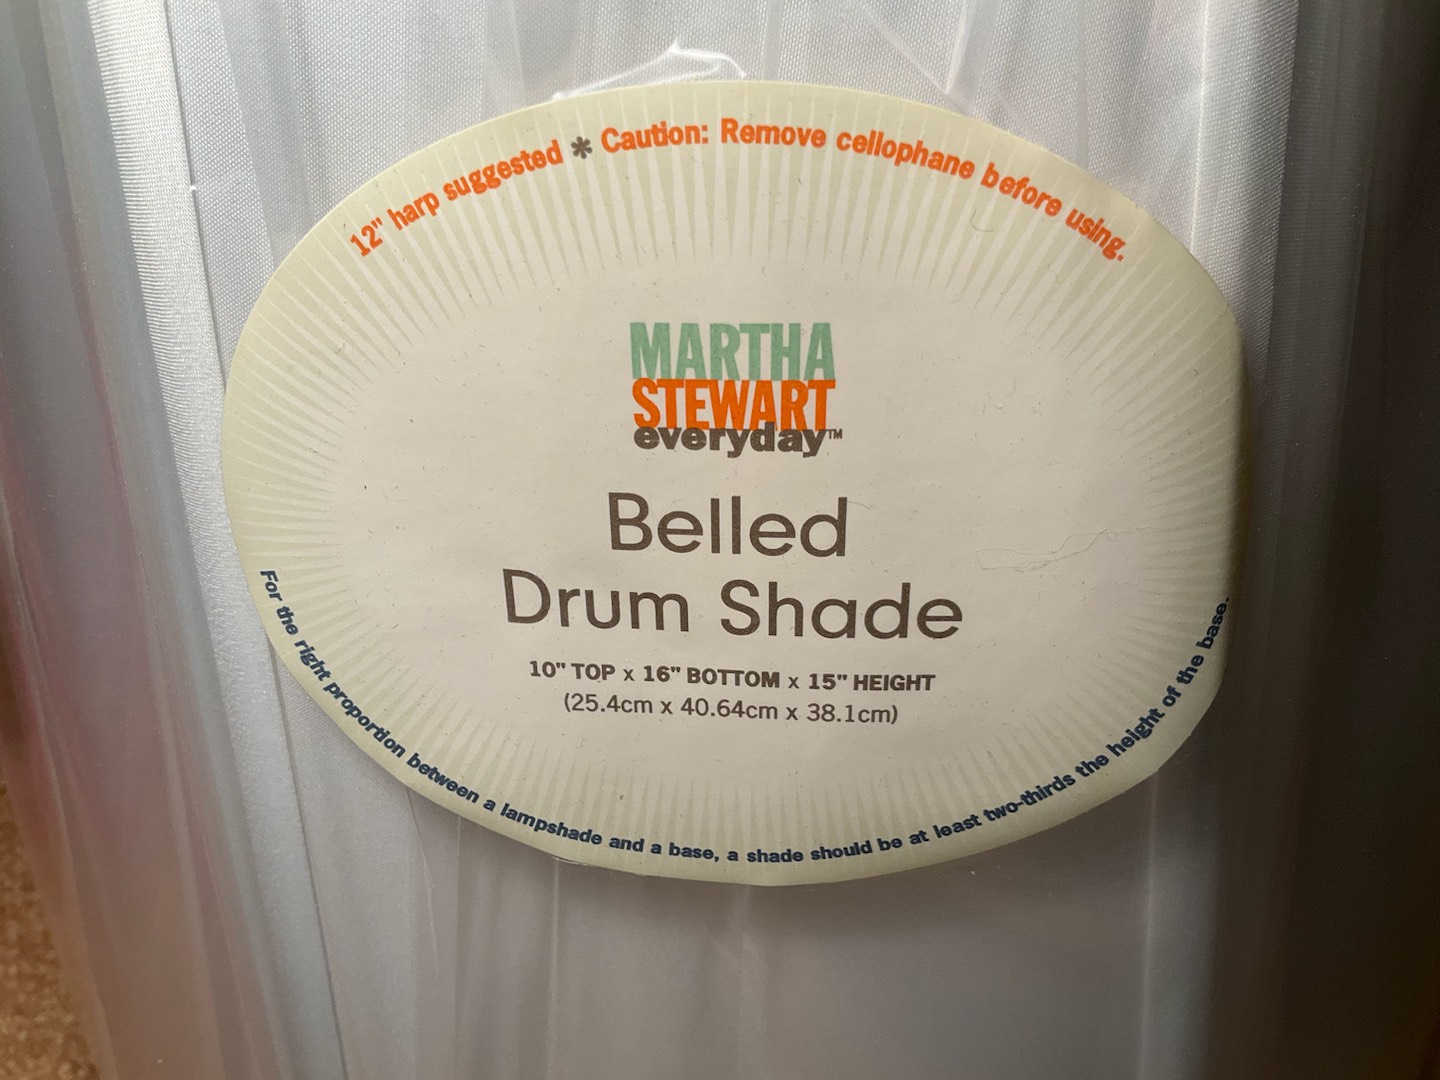 12" harp suggested * Caution: Remove cellophane before using.
MARTHA
STEWART
everyday™
Belled
Drum Shade
10" TOP x 16" BOTTOM x 15" HEIGHT
(25.4cm x 40.64cm x 38.1cm)
For the right proportion between a lampshade and a base, a shade should be at least two-thirds the height of the base.